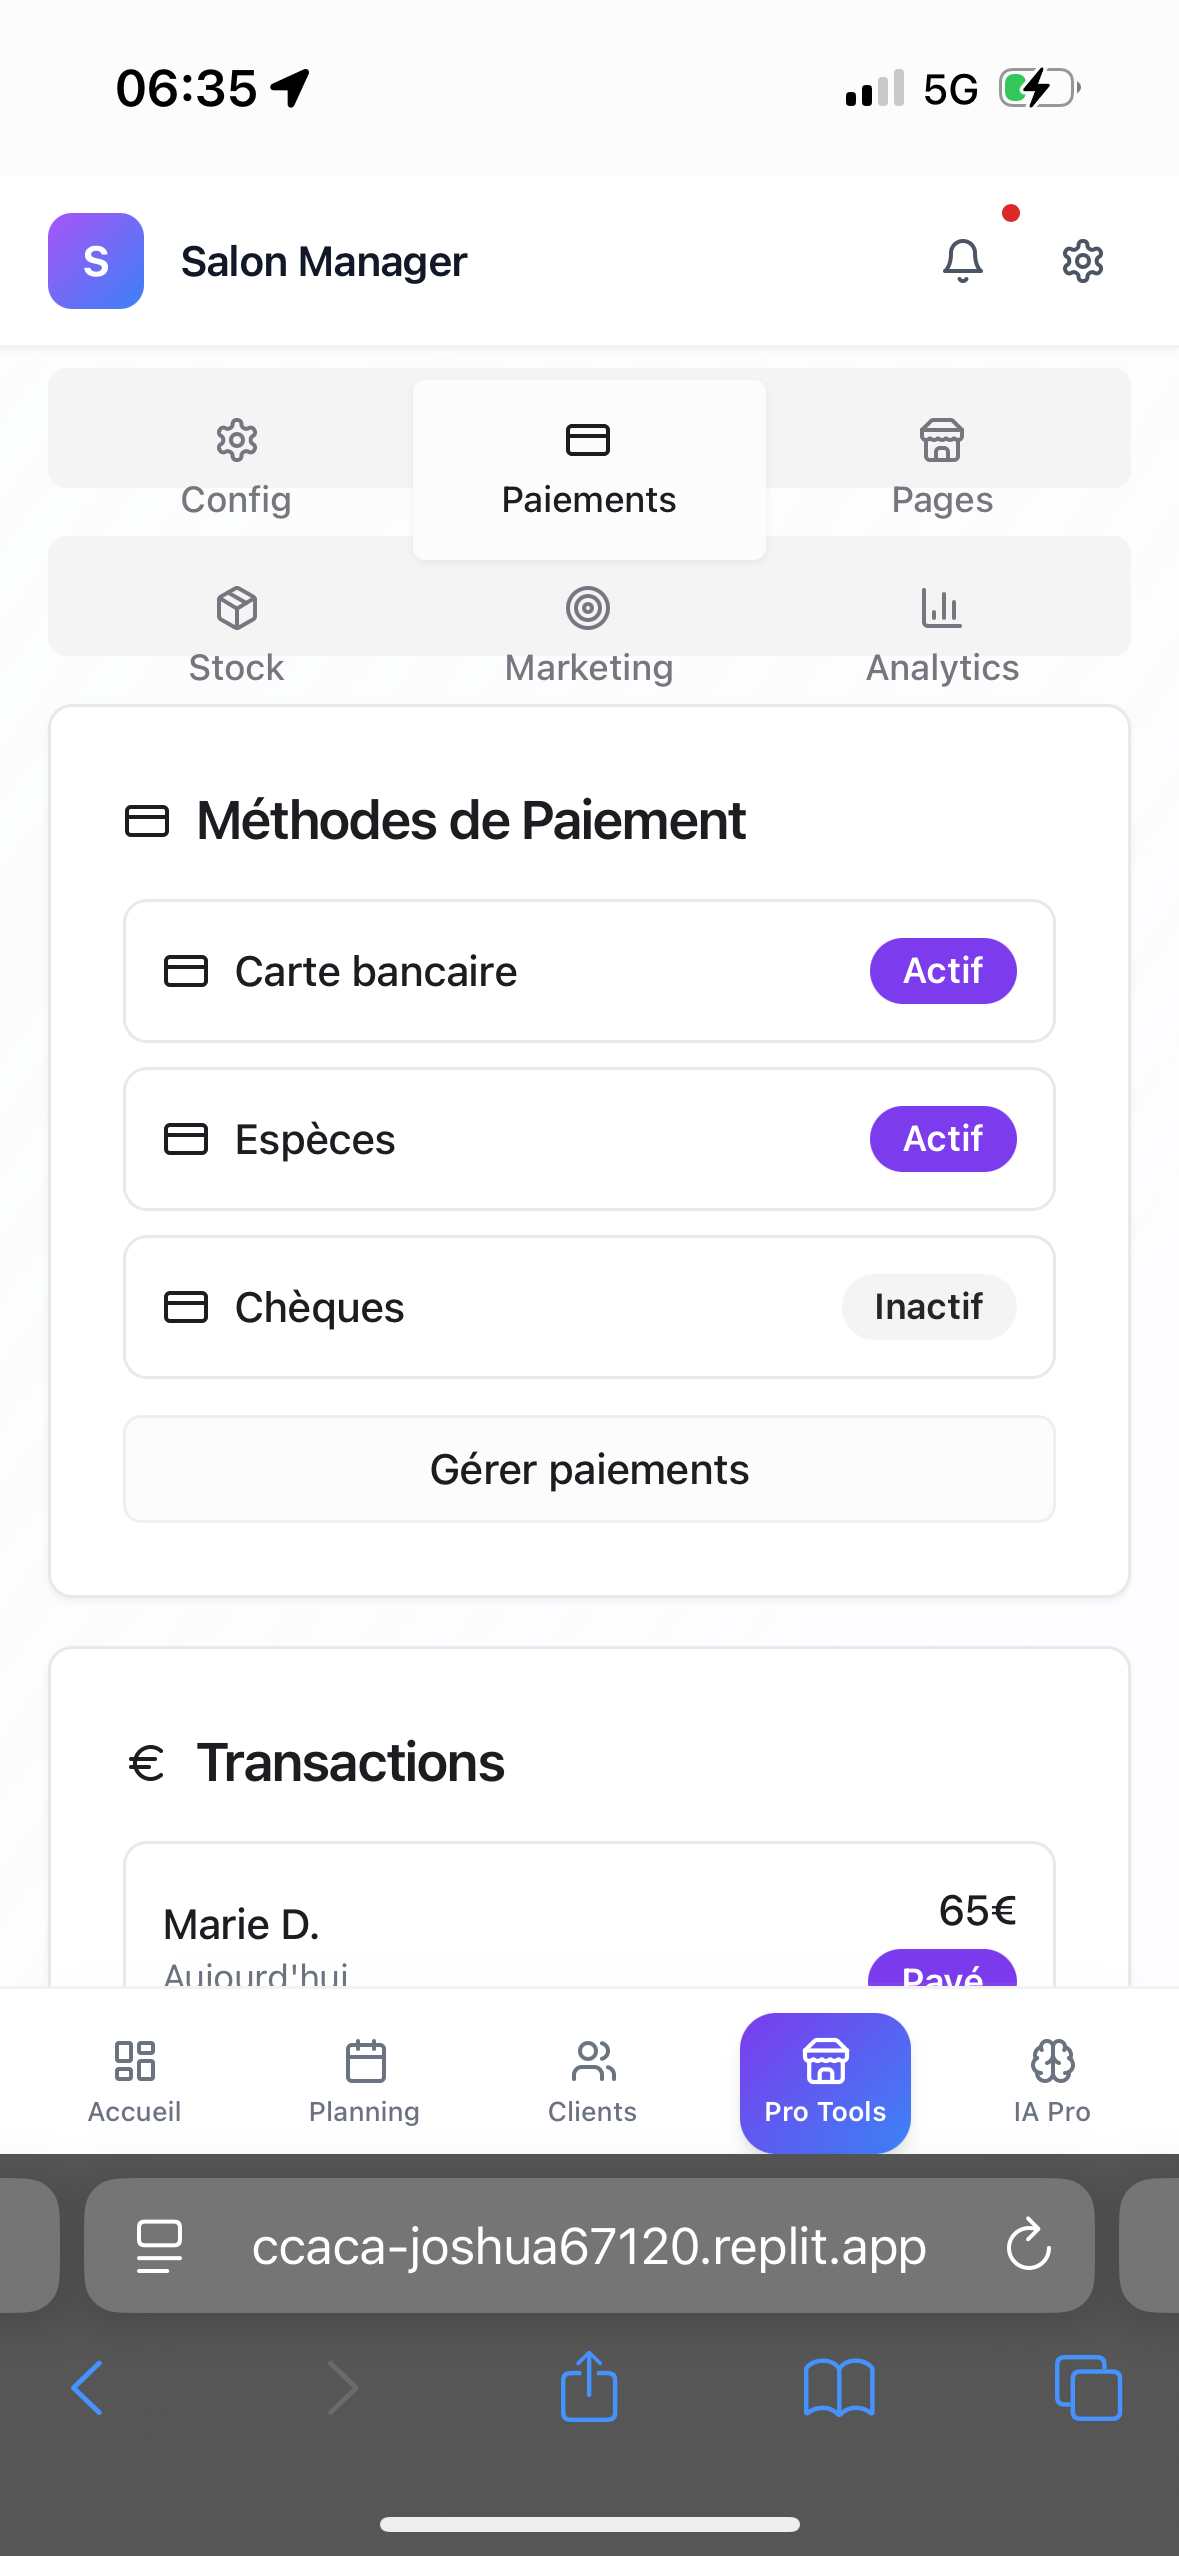 06:35
5G
S
Salon Manager
Config
Paiements
Pages
Stock
Marketing
Analytics
Méthodes de Paiement
Carte bancaire
Actif
Espèces
Actif
Chèques
Inactif
Gérer paiements
€ Transactions
Marie D.
65€
Aujourd'hui
Payé
Accueil
Planning
Clients
Pro Tools
IA Pro
ccaca-joshua67120.replit.app